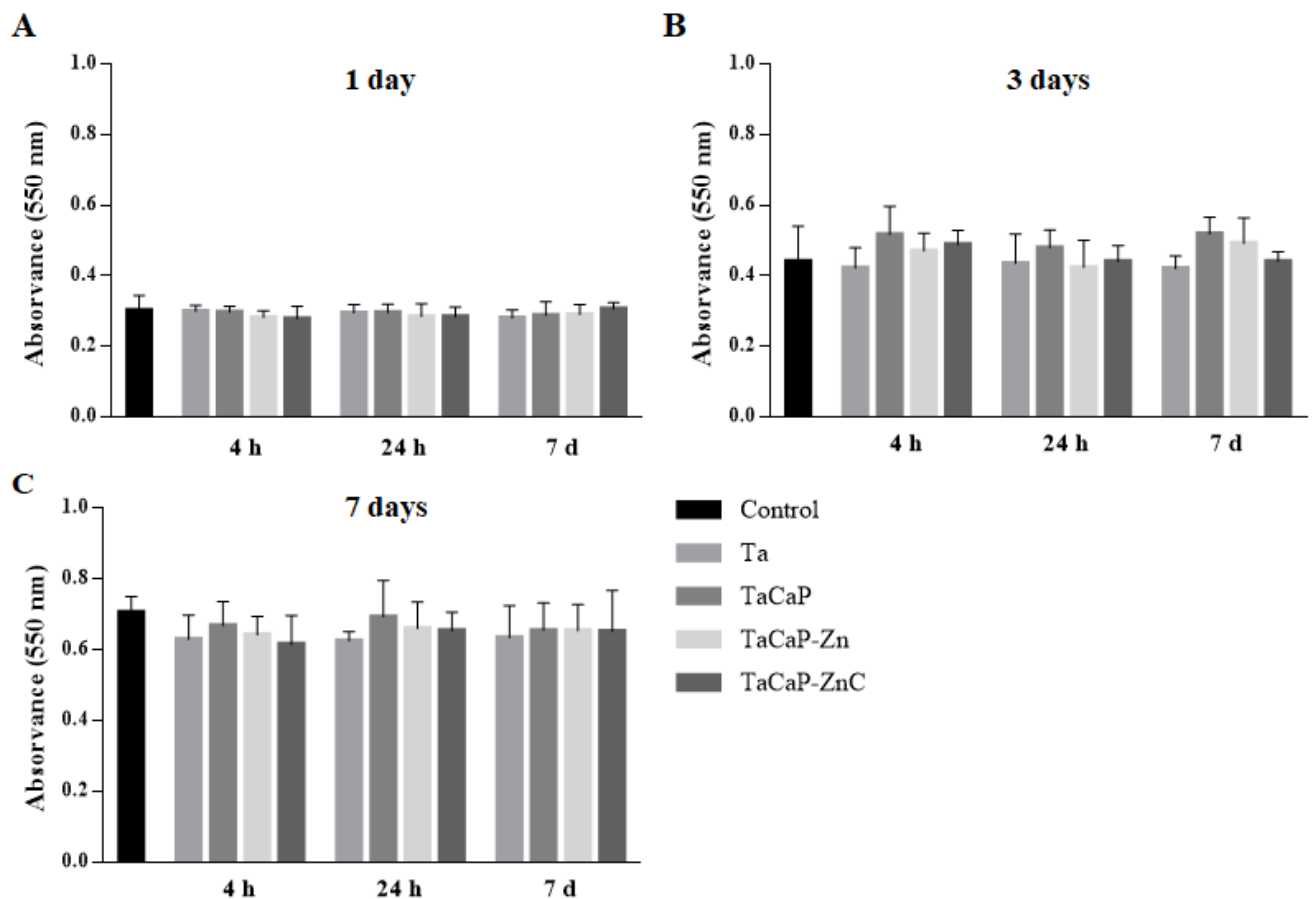 A
1 day
Absorvance (550 nm)
1.0
0.8
0.6
0.4
0.2
0.0
4 h 24 h 7 d
B
3 days
Absorvance (550 nm)
1.0
0.8
0.6
0.4
0.2
0.0
4 h 24 h 7 d
C
7 days
Absorvance (550 nm)
1.0
0.8
0.6
0.4
0.2
0.0
4 h 24 h 7 d
Control
Ta
TaCaP
TaCaP-Zn
TaCaP-ZnC